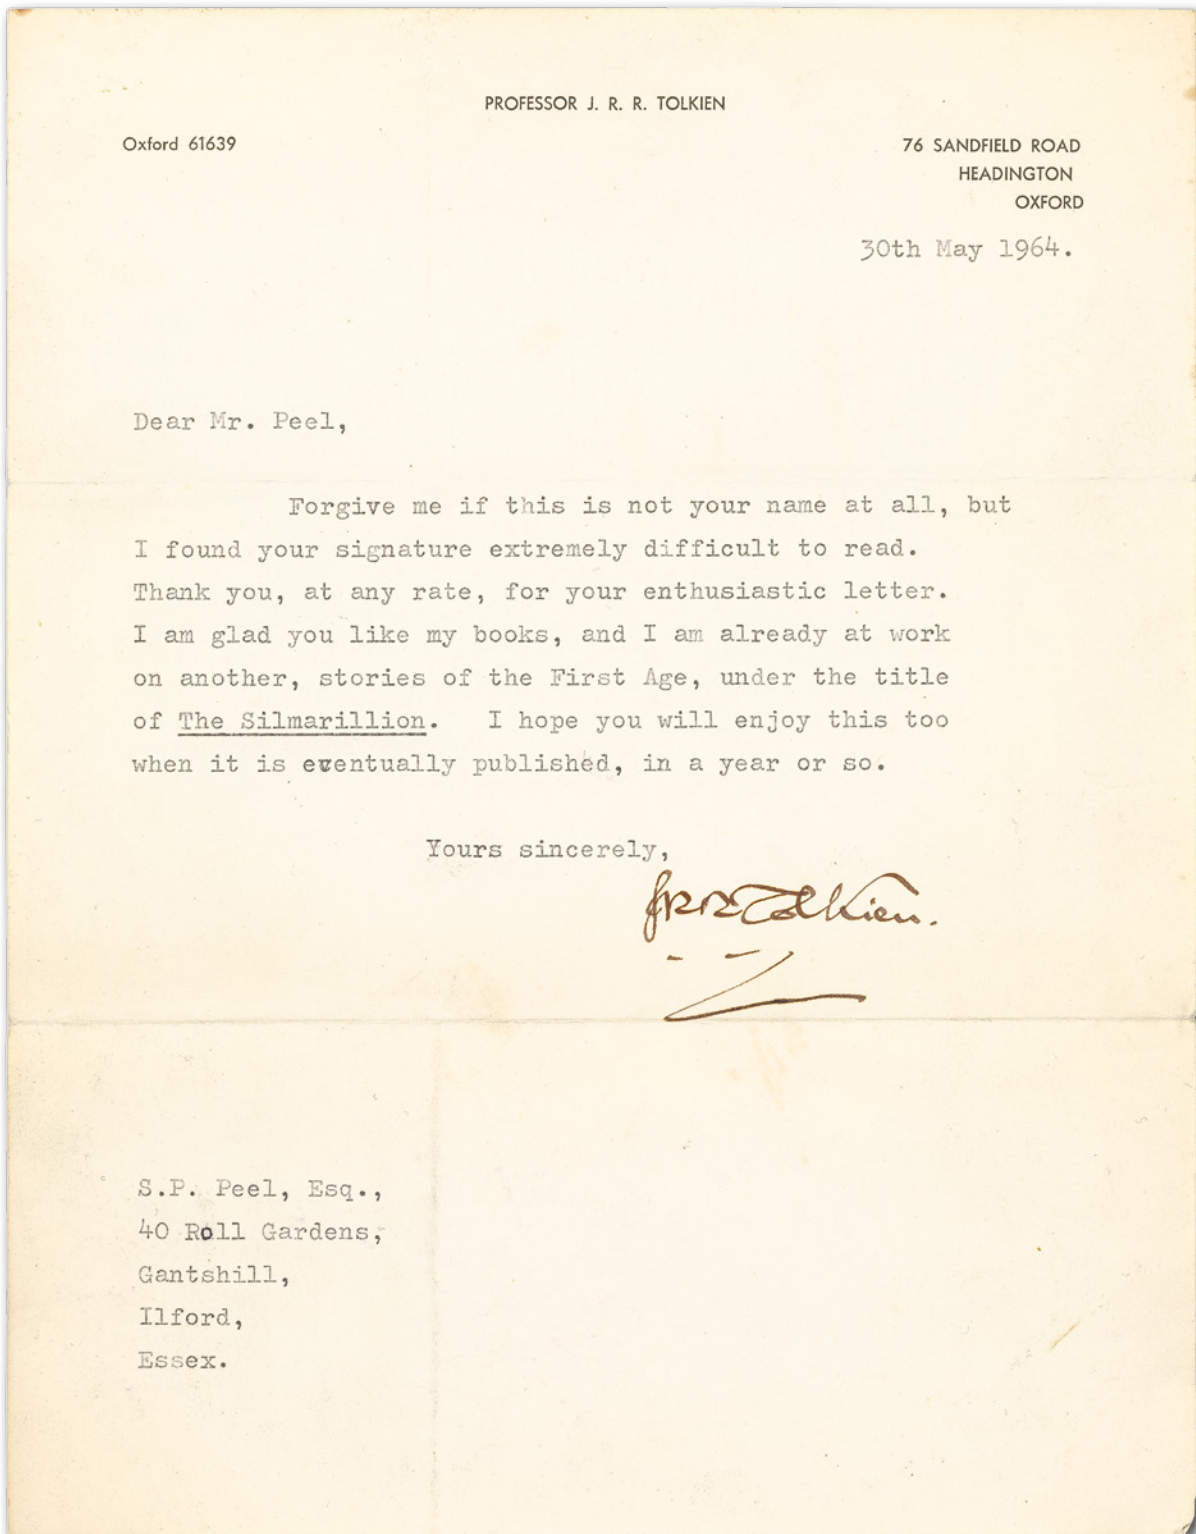 PROFESSOR J. R. R. TOLKIEN
Oxford 61639
76 SANDFIELD ROAD
HEADINGTON
OXFORD
30th May 1964.
Dear Mr. Peel,
Forgive me if this is not your name at all, but
I found your signature extremely difficult to read.
Thank you, at any rate, for your enthusiastic letter.
I am glad you like my books, and I am already at work
on another, stories of the First Age, under the title
of The Silmarillion. I hope you will enjoy this too
when it is eventually published, in a year or so.
Yours sincerely,
JRRTolkien.
S.P. Peel, Esq.,
40 Roll Gardens,
Gantshill,
Ilford,
Essex.